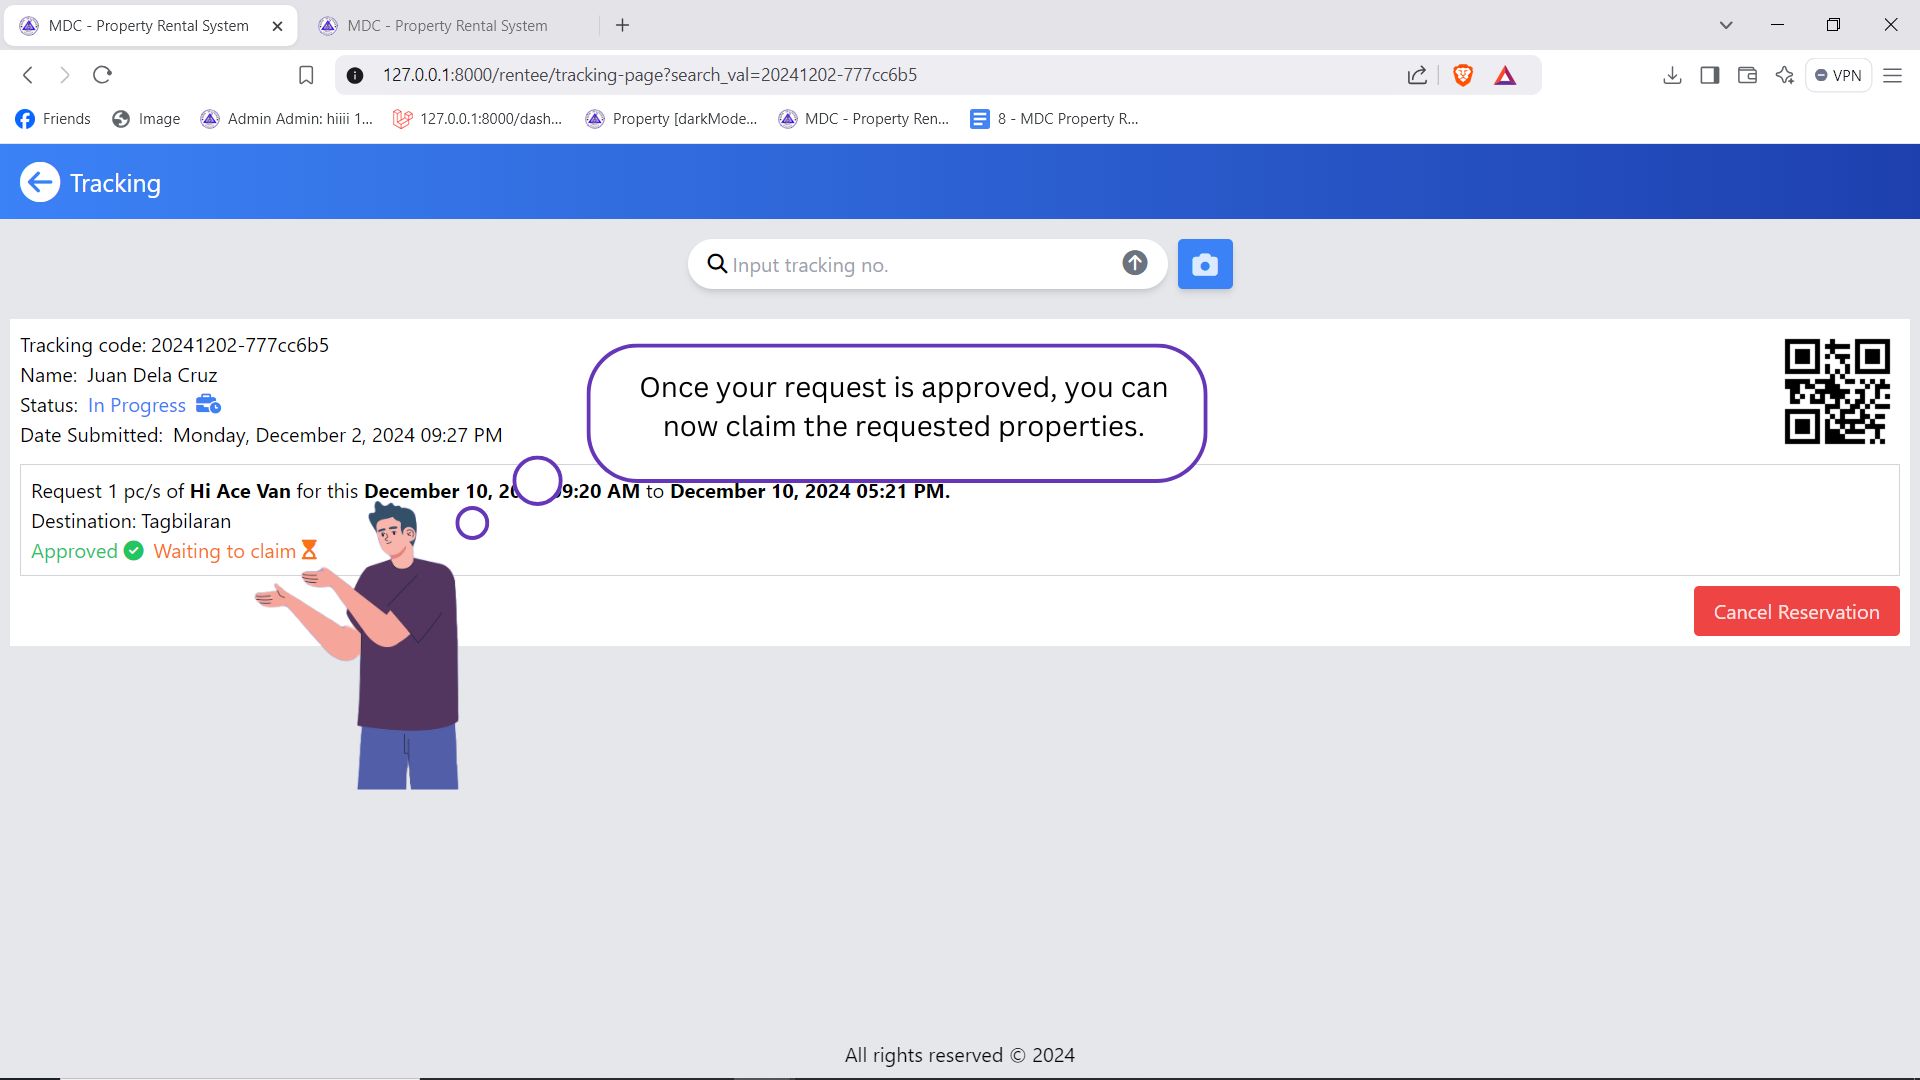 MDC - Property Rental System
MDC - Property Rental System
127.0.0.1:8000/rentee/tracking-page?search_val=20241202-777cc6b5
VPN
Friends
Image
Admin Admin: hiiii 1...
127.0.0.1:8000/dash...
Property [darkMode...
MDC - Property Ren...
8 - MDC Property R...
Tracking
Input tracking no.
Tracking code: 20241202-777cc6b5
Name: Juan Dela Cruz
Status: In Progress
Date Submitted: Monday, December 2, 2024 09:27 PM
Once your request is approved, you can
now claim the requested properties.
Request 1 pc/s of Hi Ace Van for this December 10, 09:20 AM to December 10, 2024 05:21 PM.
Destination: Tagbilaran
Approved Waiting to claim
Cancel Reservation
All rights reserved © 2024